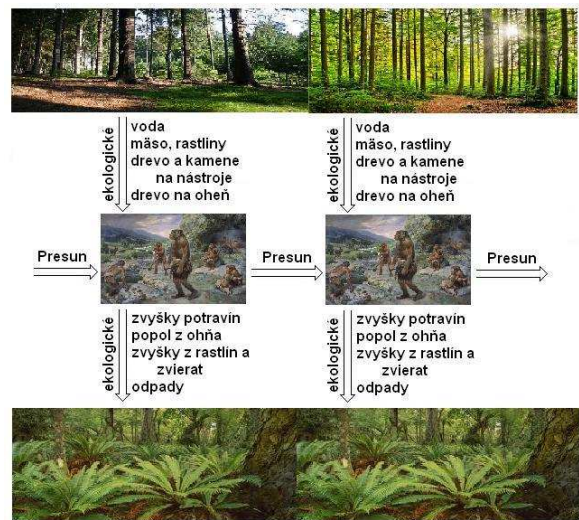 ekologické
voda
mäso, rastliny
drevo a kamene
na nástroje
drevo na oheň
ekologické
voda
mäso, rastliny
drevo a kamene
na nástroje
drevo na oheň
Presun
Presun
Presun
ekologické
zvyšky potravín
popol z ohňa
zvyšky z rastlín a
zvierat
odpady
ekologické
zvyšky potravín
popol z ohňa
zvyšky z rastlín a
zvierat
odpady